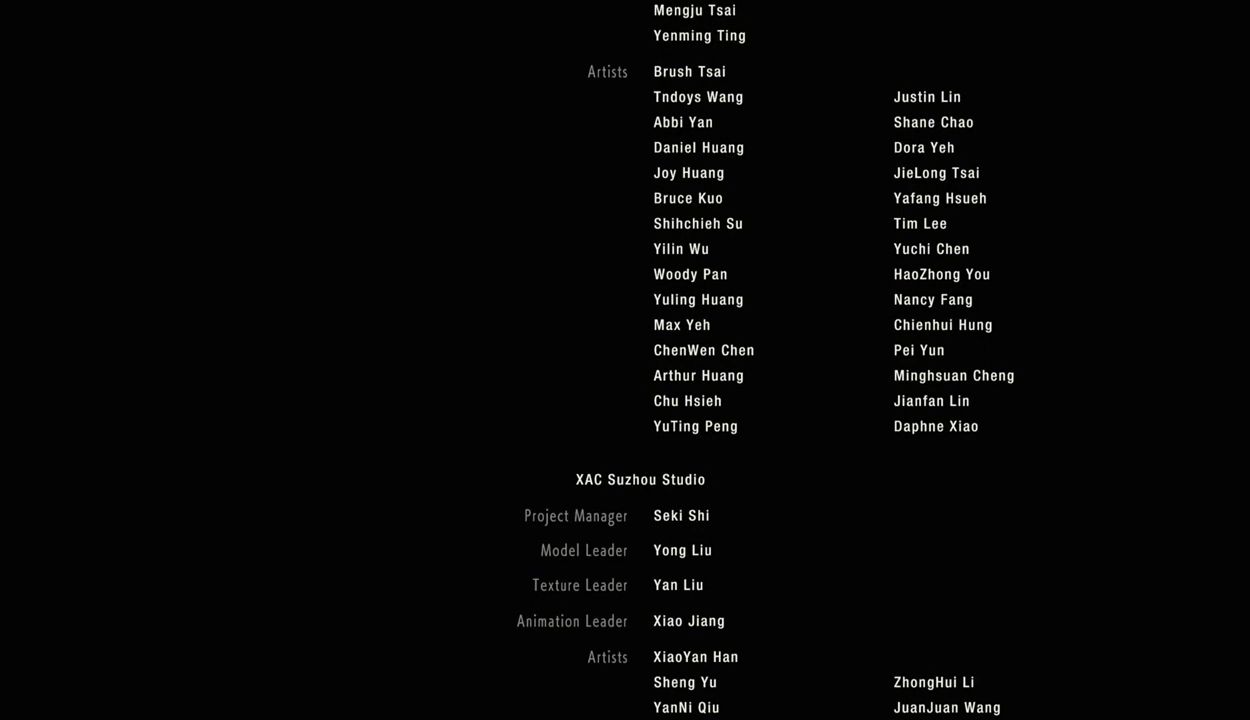 Mengju Tsai
Yenming Ting
Artists Brush Tsai
Tndoys Wang Justin Lin
Abbi Yan Shane Chao
Daniel Huang Dora Yeh
Joy Huang JieLong Tsai
Bruce Kuo Yafang Hsueh
Shihchieh Su Tim Lee
Yilin Wu Yuchi Chen
Woody Pan HaoZhong You
Yuling Huang Nancy Fang
Max Yeh Chienhui Hung
ChenWen Chen Pei Yun
Arthur Huang Minghsuan Cheng
Chu Hsieh Jianfan Lin
YuTing Peng Daphne Xiao
XAC Suzhou Studio
Project Manager Seki Shi
Model Leader Yong Liu
Texture Leader Yan Liu
Animation Leader Xiao Jiang
Artists XiaoYan Han
Sheng Yu ZhongHui Li
YanNi Qiu JuanJuan Wang